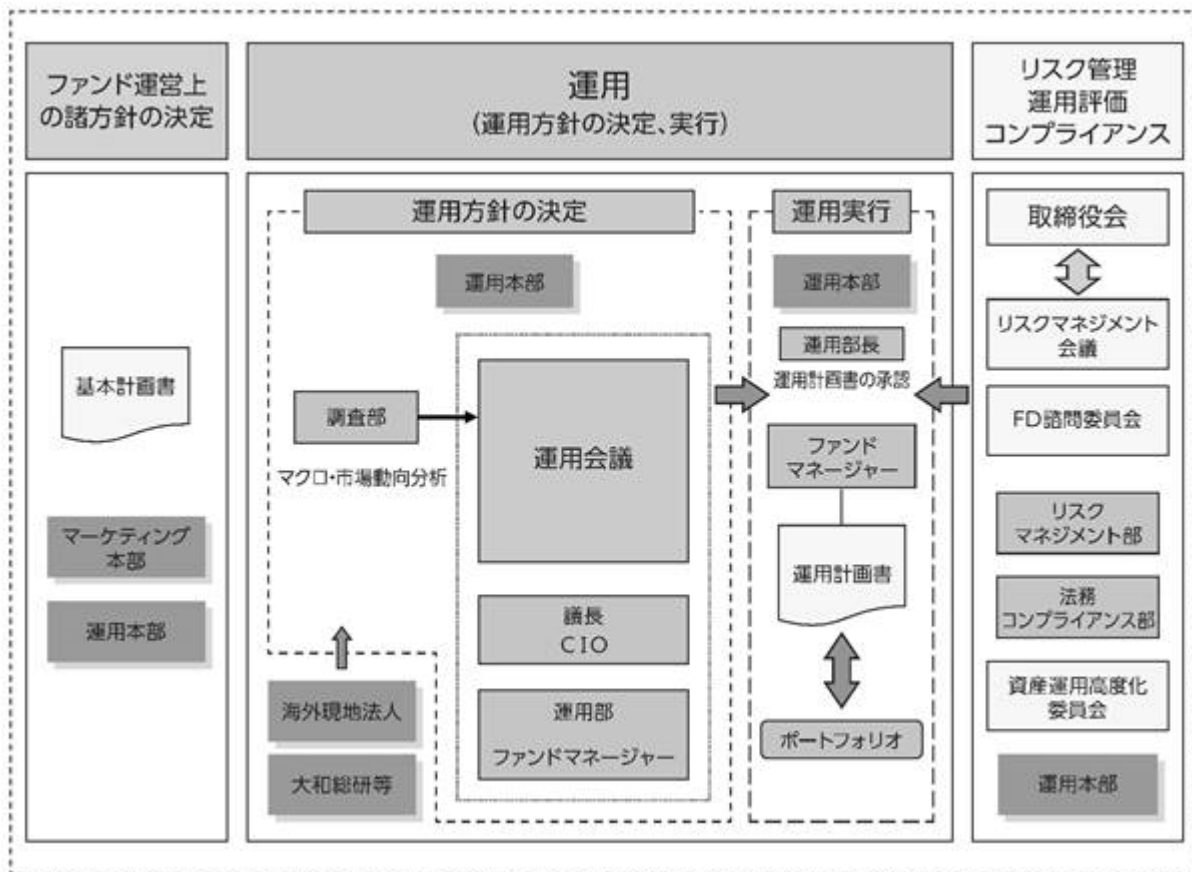 ファンド運営上
の諸方針の決定
基本計画書
マーケティング
本部
運用本部
運用
(運用方針の決定、実行)
運用方針の決定
運用本部
調査部
マクロ・市場動向分析
運用会議
議長
CIO
運用部
ファンドマネージャー
海外現地法人
大和総研等
運用実行
運用本部
運用部長
運用計画書の承認
ファンド
マネージャー
運用計画書
ポートフォリオ
リスク管理
運用評価
コンプライアンス
取締役会
リスクマネジメント
会議
FD諮問委員会
リスク
マネジメント部
法務
コンプライアンス部
資産運用高度化
委員会
運用本部